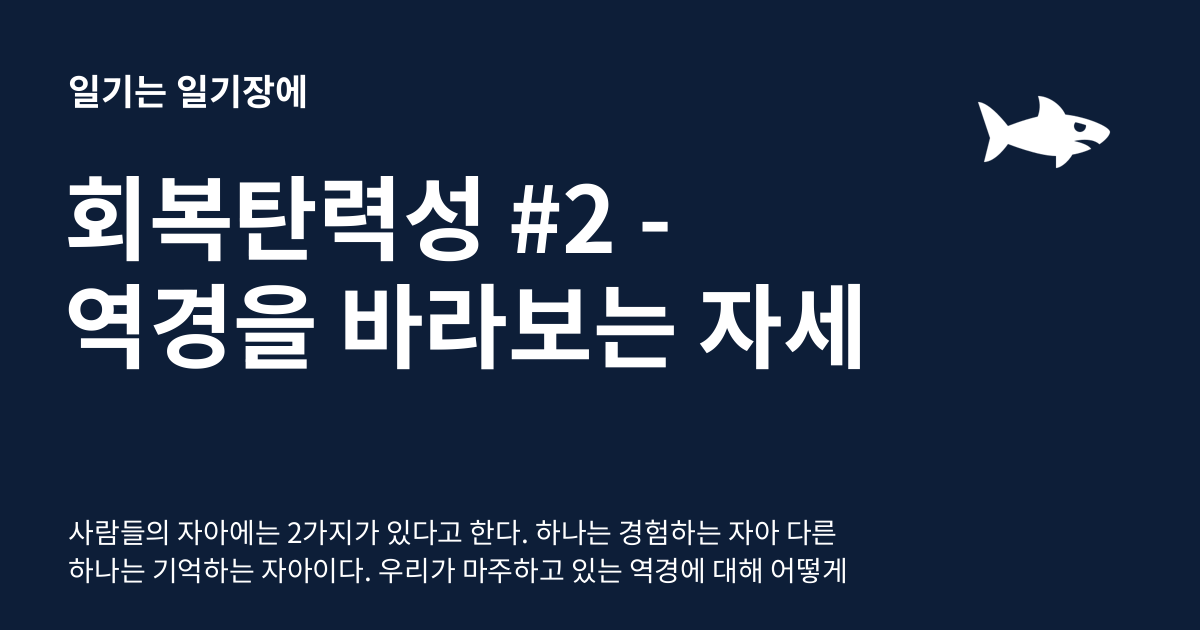 일기는 일기장에
회복탄력성 #2 -
역경을 바라보는 자세
사람들의 자아에는 2가지가 있다고 한다. 하나는 경험하는 자아 다른
하나는 기억하는 자아이다. 우리가 마주하고 있는 역경에 대해 어떻게